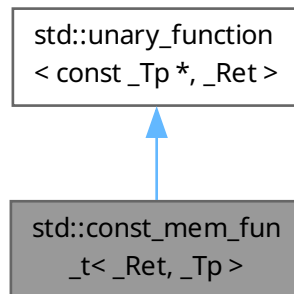 std::unary_function
< const _Tp *, _Ret >
std::const_mem_fun
_t< _Ret, _Tp >